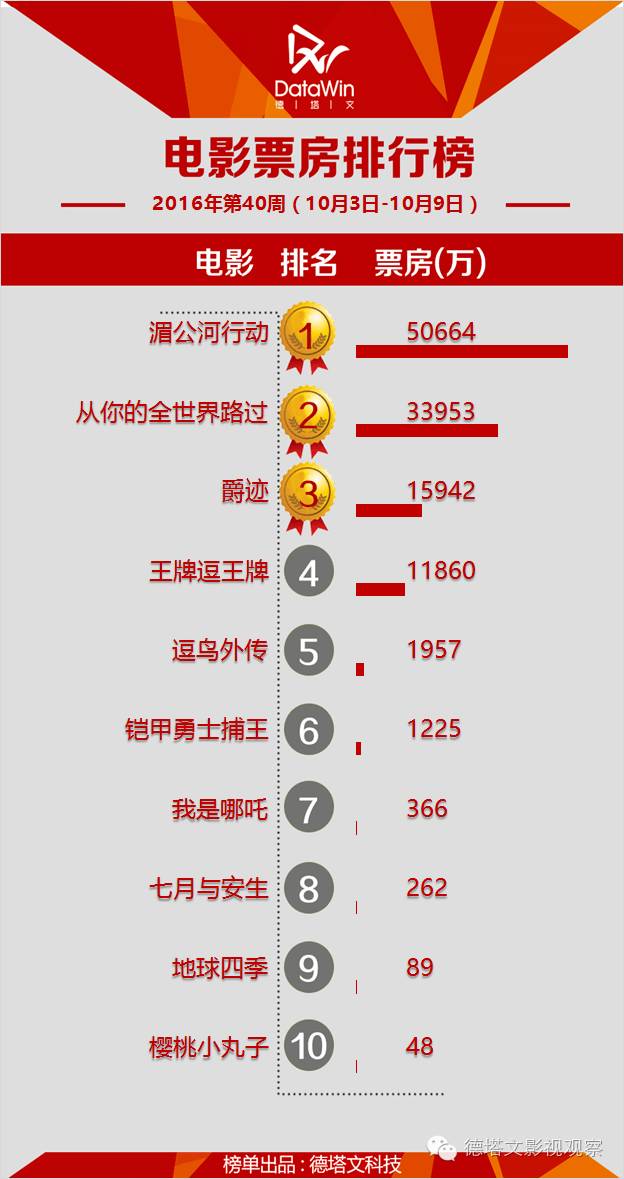 DataWin
德 | 塔 | 文
电影票房排行榜
2016年第40周（10月3日-10月9日）
电影 排名 票房(万)
湄公河行动 1 50664
从你的全世界路过 2 33953
爵迹 3 15942
王牌逗王牌 4 11860
逗鸟外传 5 1957
铠甲勇士捕王 6 1225
我是哪吒 7 366
七月与安生 8 262
地球四季 9 89
樱桃小丸子 10 48
德塔文影视观察
榜单出品 : 德塔文科技